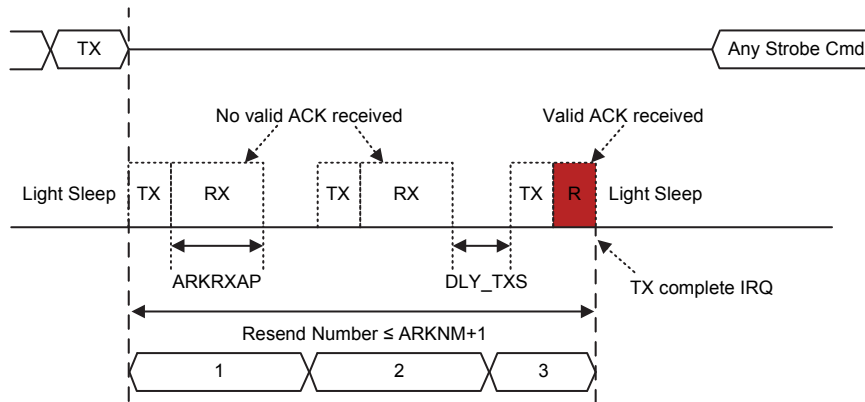 TX
Any Strobe Cmd
No valid ACK received
Valid ACK received
Light Sleep
TX
RX
TX
RX
TX
R
Light Sleep
ARKRXAP
DLY_TXS
TX complete IRQ
Resend Number ≤ ARKNM+1
1
2
3